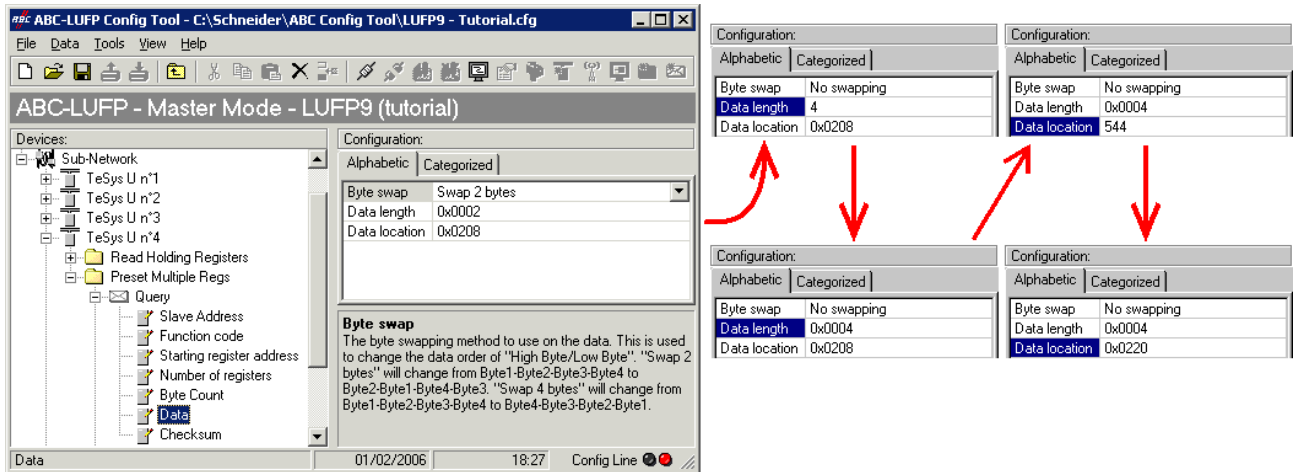 ABC ABC-LUFP Config Tool - C:\Schneider\ABC Config Tool\LUFP9 - Tutorial.cfg
File Data Tools View Help
ABC-LUFP - Master Mode - LUFP9 (tutorial)
Devices:
Sub-Network
TeSys U n°1
TeSys U n°2
TeSys U n°3
TeSys U n°4
Read Holding Registers
Preset Multiple Regs
Query
Slave Address
Function code
Starting register address
Number of registers
Byte Count
Data
Checksum
Configuration:
Alphabetic Categorized
Byte swap Swap 2 bytes
Data length 0x0002
Data location 0x0208
Byte swap
The byte swapping method to use on the data. This is used
to change the data order of "High Byte/Low Byte". "Swap 2
bytes" will change from Byte1-Byte2-Byte3-Byte4 to
Byte2-Byte1-Byte4-Byte3. "Swap 4 bytes" will change from
Byte1-Byte2-Byte3-Byte4 to Byte4-Byte3-Byte2-Byte1.
Data 01/02/2006 18:27 Config Line
Configuration:
Alphabetic Categorized
Byte swap No swapping
Data length 4
Data location 0x0208
Configuration:
Alphabetic Categorized
Byte swap No swapping
Data length 0x0004
Data location 0x0208
Configuration:
Alphabetic Categorized
Byte swap No swapping
Data length 0x0004
Data location 544
Configuration:
Alphabetic Categorized
Byte swap No swapping
Data length 0x0004
Data location 0x0220